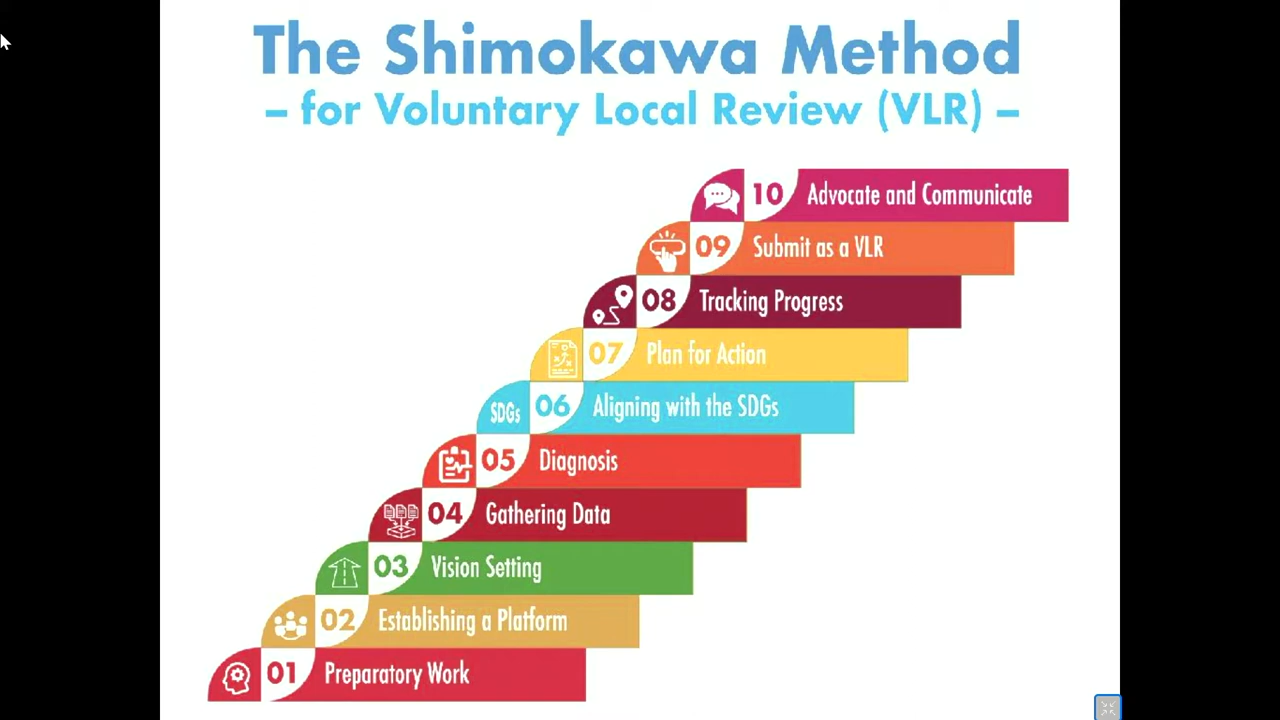 The Shimokawa Method
– for Voluntary Local Review (VLR) –
10 Advocate and Communicate
09 Submit as a VLR
08 Tracking Progress
07 Plan for Action
SDGs 06 Aligning with the SDGs
05 Diagnosis
04 Gathering Data
03 Vision Setting
02 Establishing a Platform
01 Preparatory Work